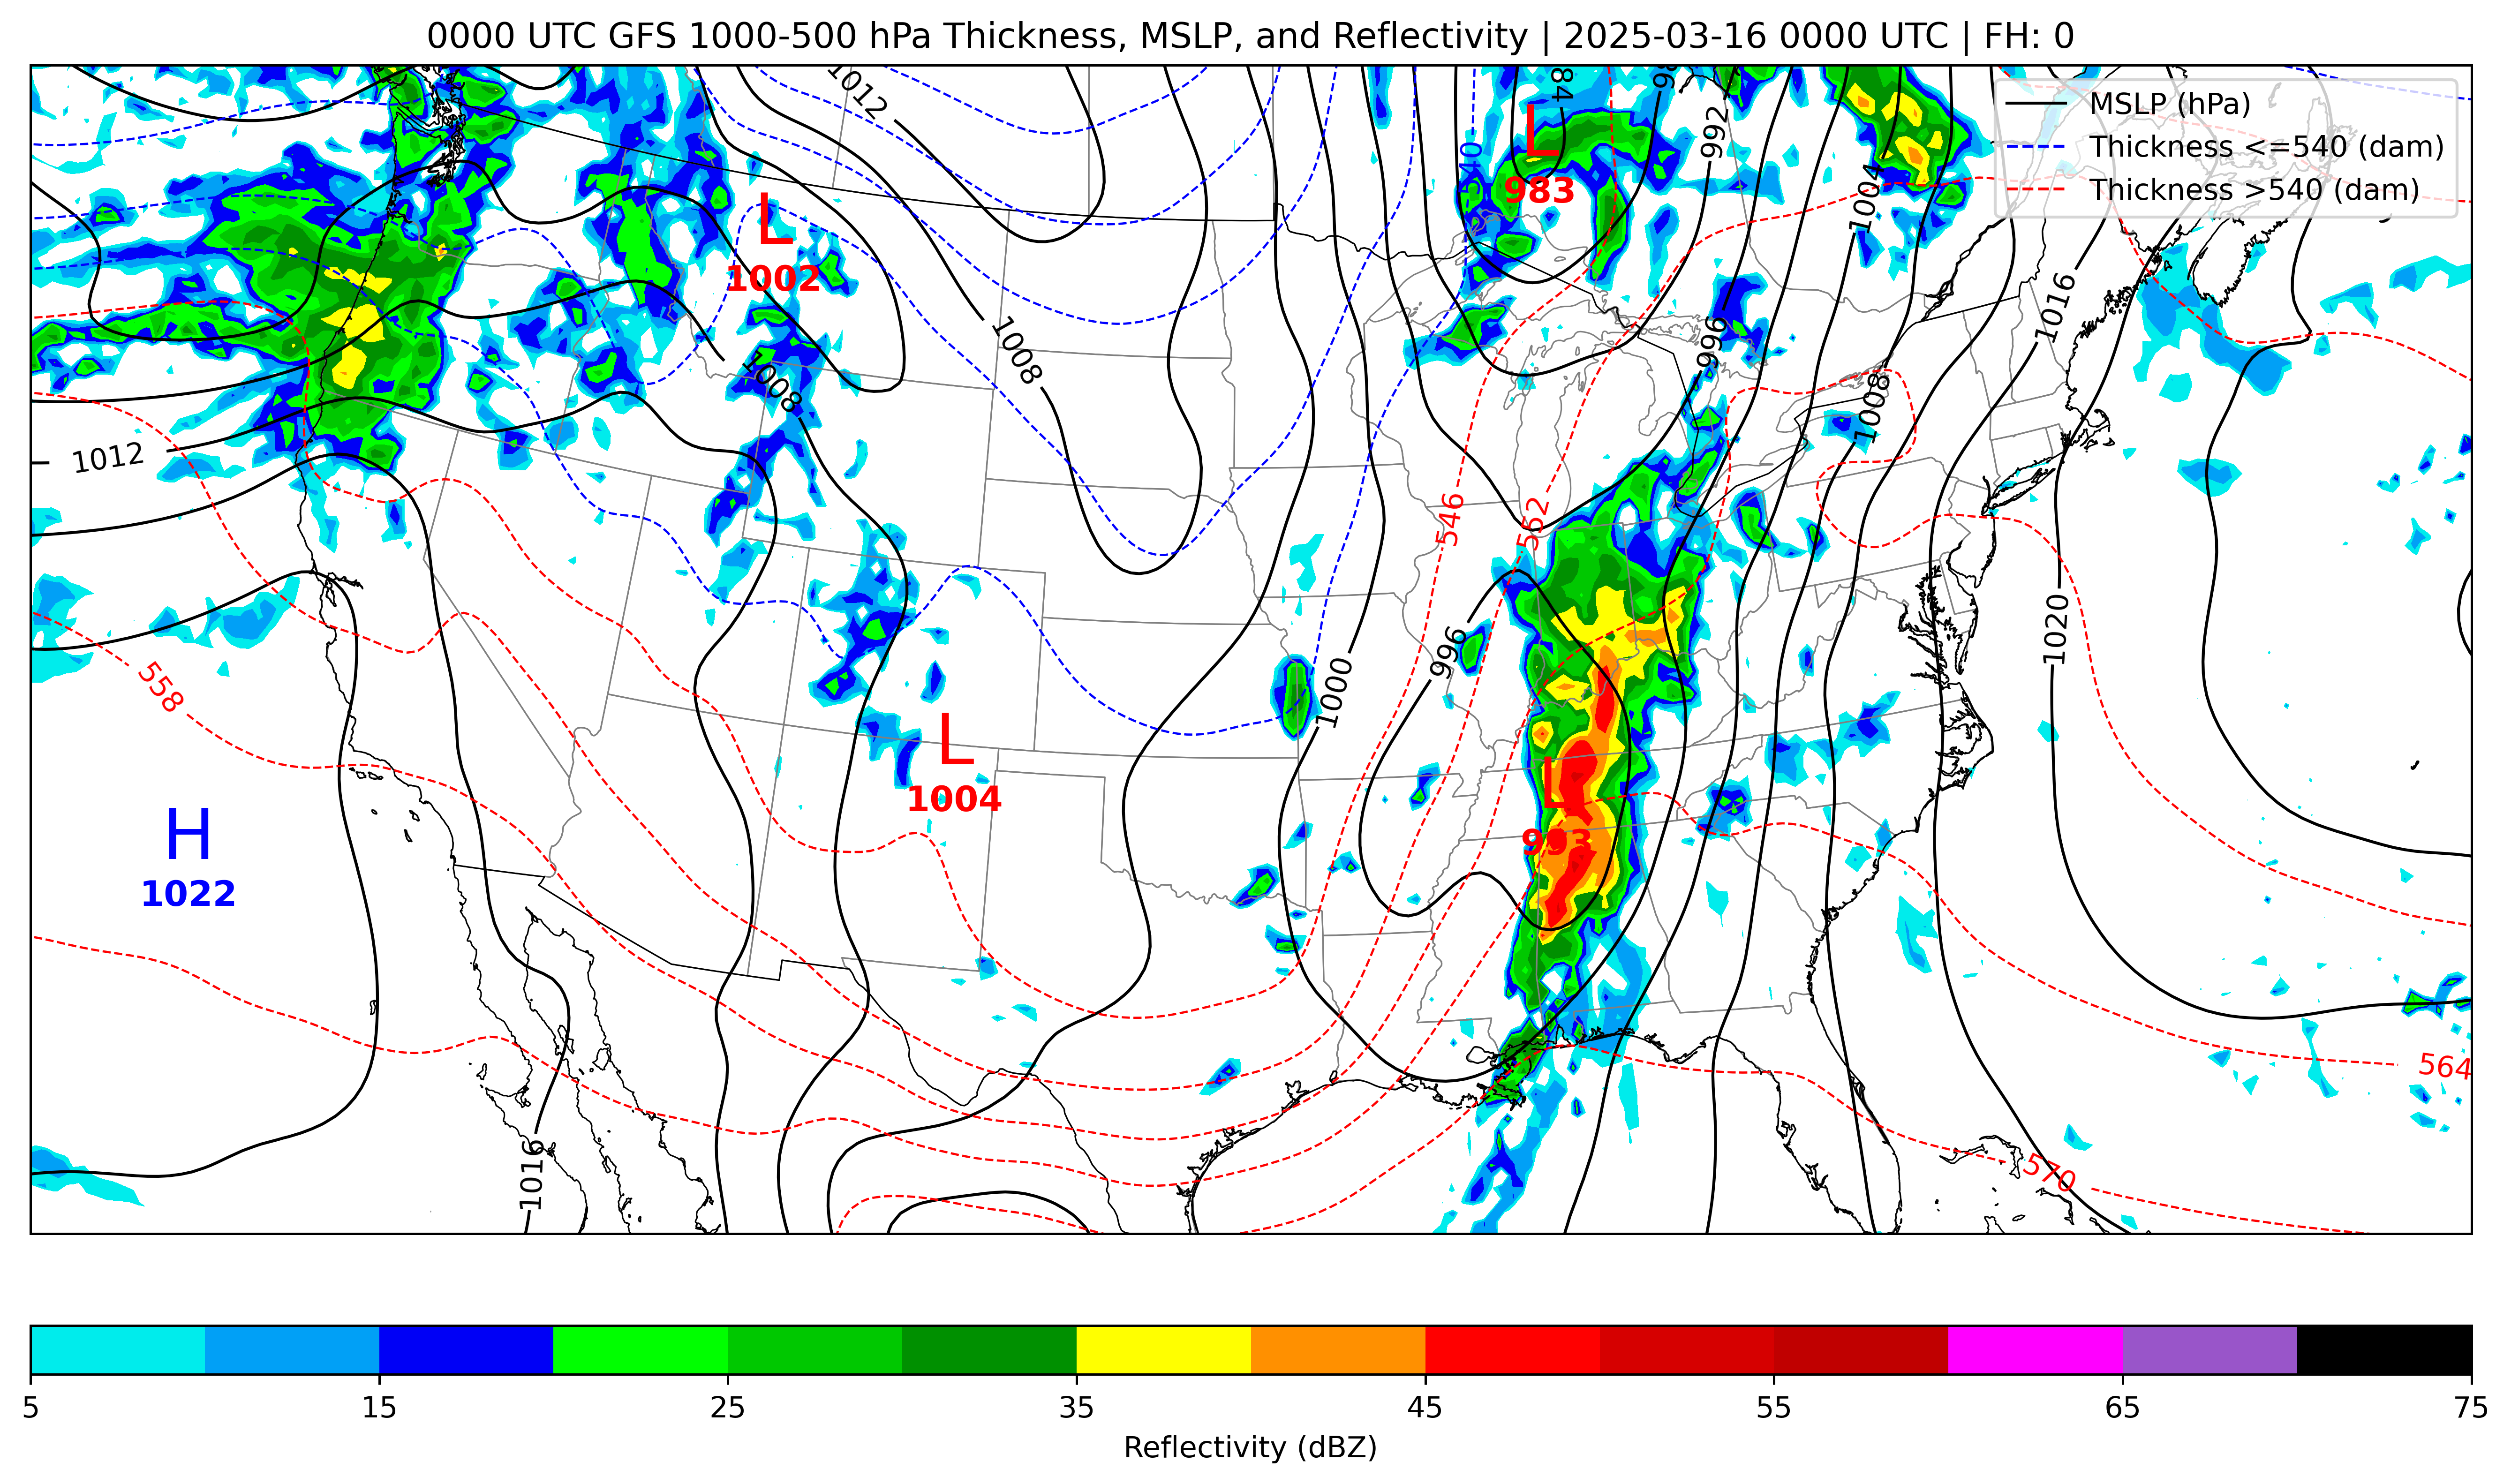 0000 UTC GFS 1000-500 hPa Thickness, MSLP, and Reflectivity | 2025-03-16 0000 UTC | FH: 0
MSLP (hPa)
Thickness <=540 (dam)
Thickness >540 (dam)
1012
84
992
540
L
983
1004
L
1002
1016
1008
996
1008
1008
1012
546
552
1020
996
558
1000
L
1004
L
993
H
1022
564
570
1016
5 15 25 35 45 55 65 75
Reflectivity (dBZ)